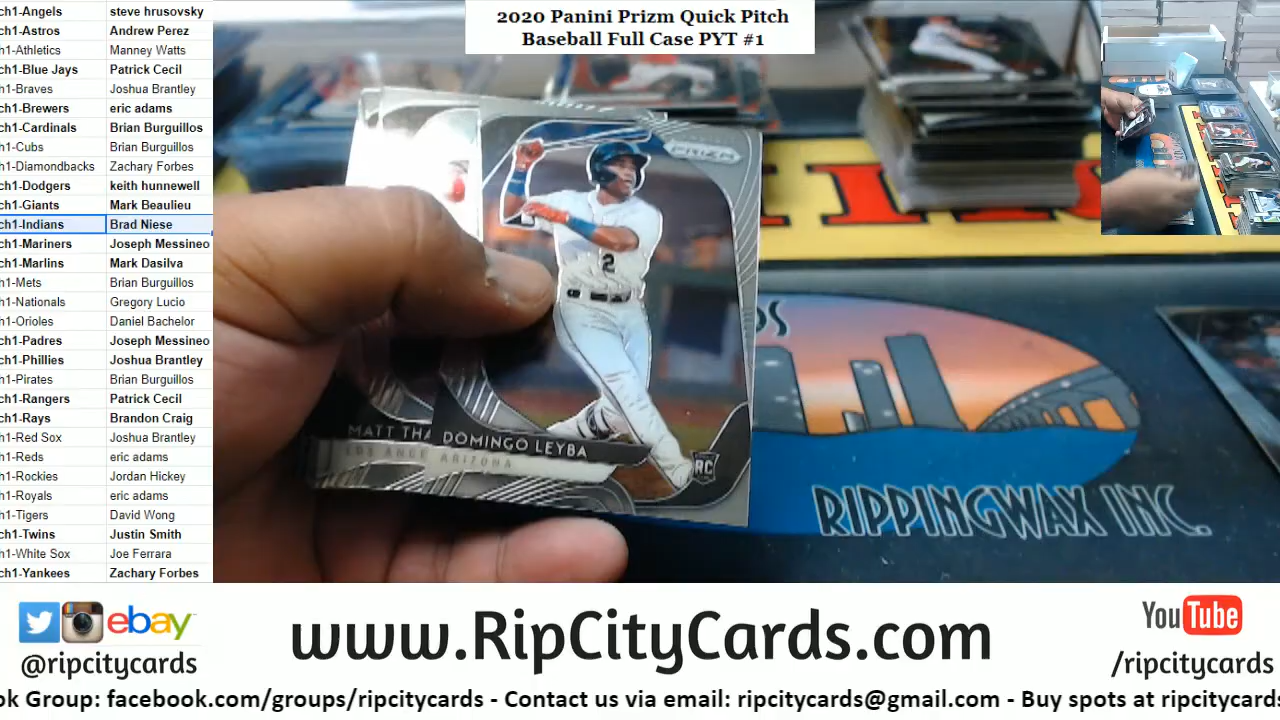 ch1-Angels steve hrusovsky
ch1-Astros Andrew Perez
ch1-Athletics Manney Watts
ch1-Blue Jays Patrick Cecil
ch1-Braves Joshua Brantley
ch1-Brewers eric adams
ch1-Cardinals Brian Burguillos
ch1-Cubs Brian Burguillos
ch1-Diamondbacks Zachary Forbes
ch1-Dodgers keith hunnewell
ch1-Giants Mark Beaulieu
ch1-Indians Brad Niese
ch1-Mariners Joseph Messineo
ch1-Marlins Mark Dasilva
ch1-Mets Brian Burguillos
ch1-Nationals Gregory Lucio
ch1-Orioles Daniel Bachelor
ch1-Padres Joseph Messineo
ch1-Phillies Joshua Brantley
ch1-Pirates Brian Burguillos
ch1-Rangers Patrick Cecil
ch1-Rays Brandon Craig
ch1-Red Sox Joshua Brantley
ch1-Reds eric adams
ch1-Rockies Jordan Hickey
ch1-Royals eric adams
ch1-Tigers David Wong
ch1-Twins Justin Smith
ch1-White Sox Joe Ferrara
ch1-Yankees Zachary Forbes
2020 Panini Prizm Quick Pitch
Baseball Full Case PYT #1
PRIZM
2
MATT THA
LOS ANGE
DOMINGO LEYBA
ARIZONA
RC
RIPPINGWAX INC.
ebay
@ripcitycards
www.RipCityCards.com
YouTube
/ripcitycards
ok Group: facebook.com/groups/ripcitycards - Contact us via email: ripcitycards@gmail.com - Buy spots at ripcitycards